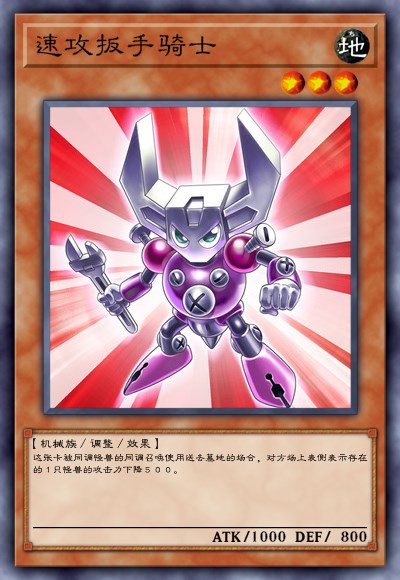 速攻扳手骑士
地
【机械族／调整／效果】
这张卡被同调怪兽的同调召唤使用送去墓地的场合，对方场上表侧表示存在
的１只怪兽的攻击力下降５００。
ATK/1000 DEF/ 800